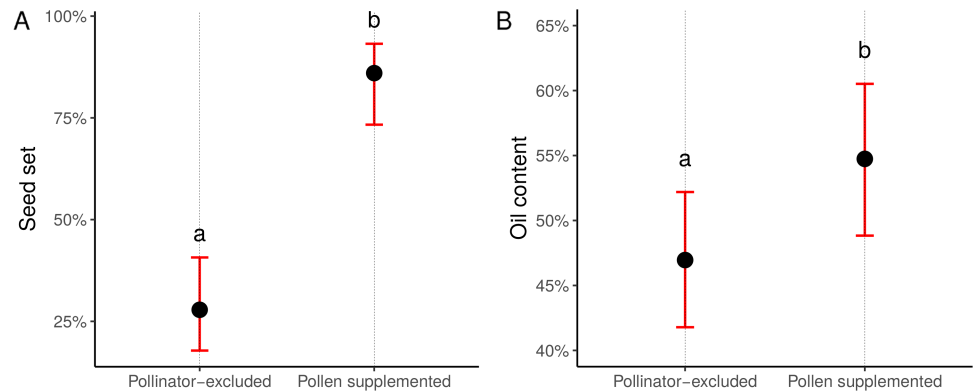 A
100%
75%
50%
25%
Seed set
a
b
Pollinator-excluded
Pollen supplemented
B
65%
60%
55%
50%
45%
40%
Oil content
a
b
Pollinator-excluded
Pollen supplemented